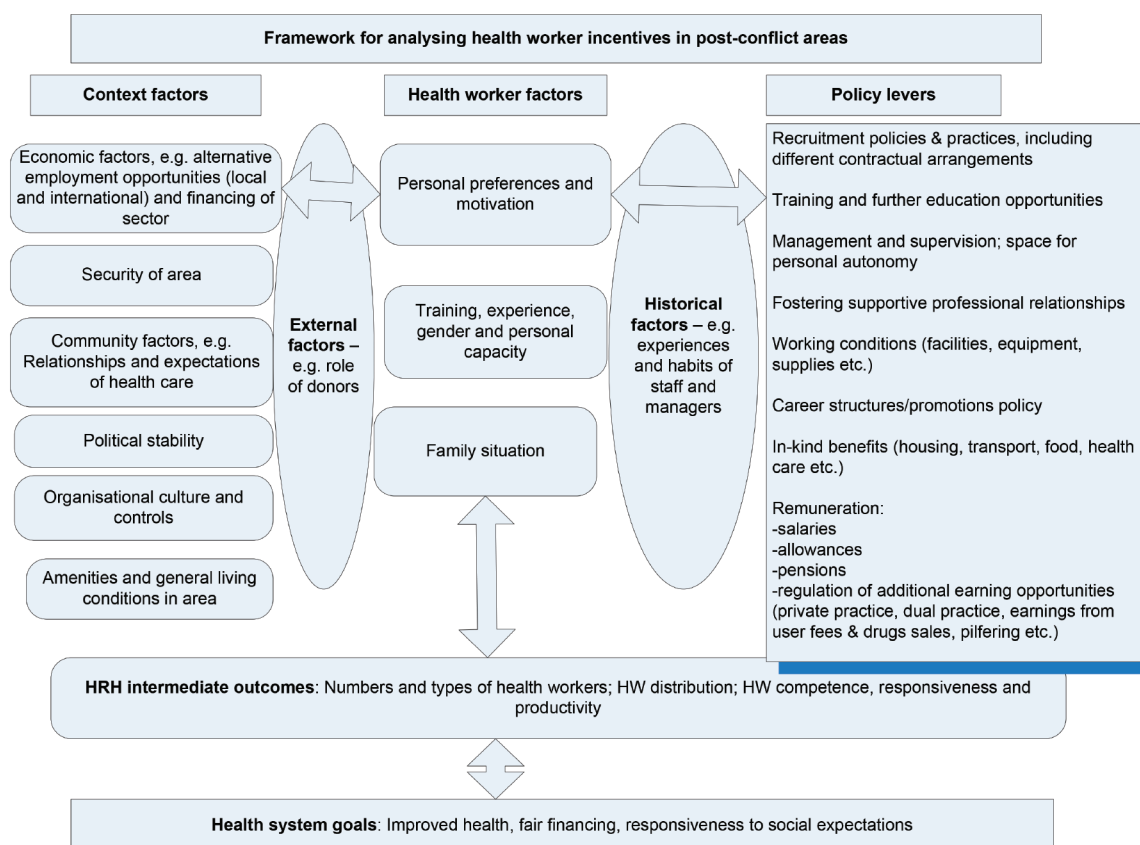 Framework for analysing health worker incentives in post-conflict areas
Context factors
Health worker factors
Policy levers
Economic factors, e.g. alternative
employment opportunities (local
and international) and financing of
sector
Security of area
Community factors, e.g.
Relationships and expectations
of health care
Political stability
Organisational culture and
controls
Amenities and general living
conditions in area
External
factors –
e.g. role
of donors
Personal preferences and
motivation
Training, experience,
gender and personal
capacity
Family situation
Historical
factors – e.g.
experiences
and habits of
staff and
managers
Recruitment policies & practices, including
different contractual arrangements
Training and further education opportunities
Management and supervision; space for
personal autonomy
Fostering supportive professional relationships
Working conditions (facilities, equipment,
supplies etc.)
Career structures/promotions policy
In-kind benefits (housing, transport, food, health
care etc.)
Remuneration:
-salaries
-allowances
-pensions
-regulation of additional earning opportunities
(private practice, dual practice, earnings from
user fees & drugs sales, pilfering etc.)
HRH intermediate outcomes: Numbers and types of health workers; HW distribution; HW competence, responsiveness and
productivity
Health system goals: Improved health, fair financing, responsiveness to social expectations